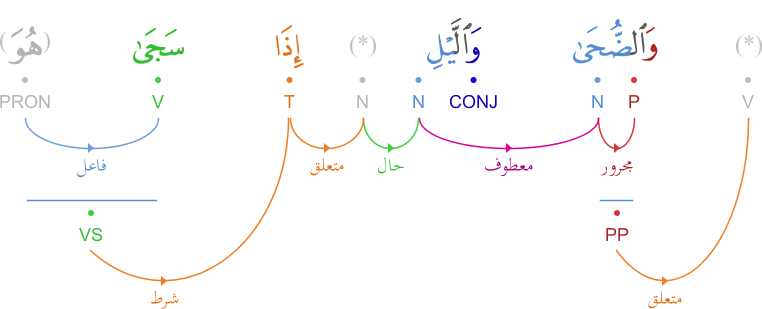 (*) وَٱلضُّحَىٰ وَٱلَّيْلِ (*) إِذَا سَجَىٰ (هُوَ)
V P N CONJ N N T V PRON
مجرور معطوف حال متعلق فاعل
PP VS
متعلق شرط